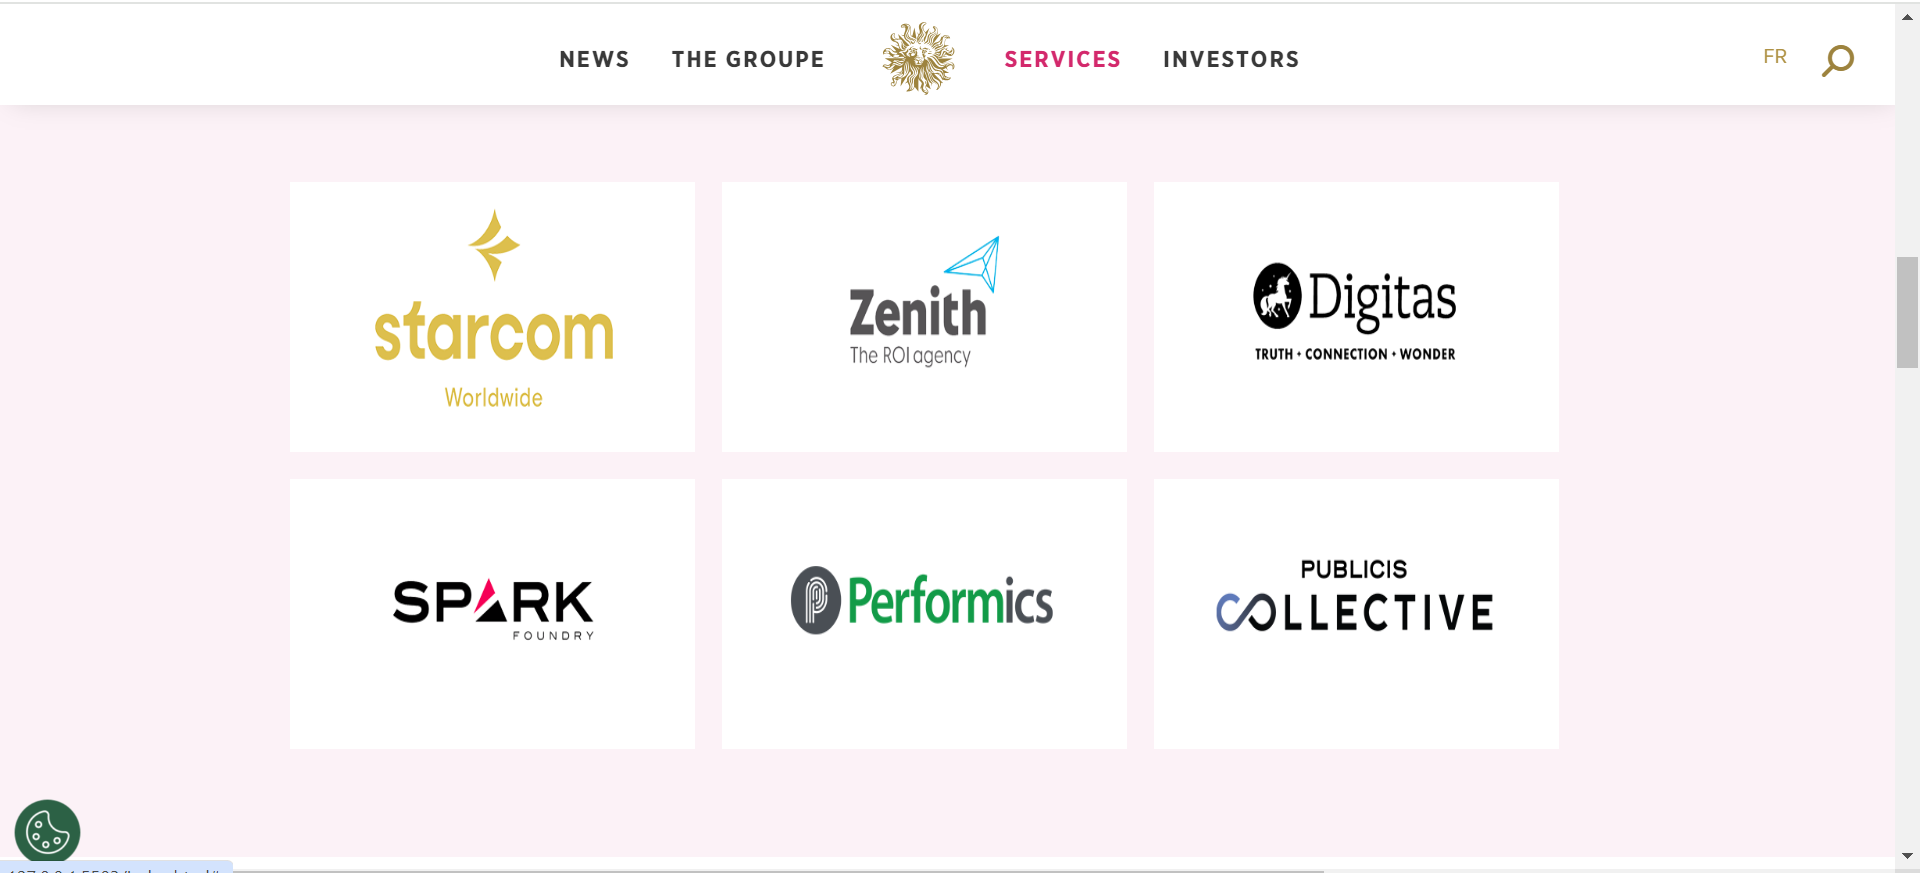 NEWS THE GROUPE SERVICES INVESTORS FR
starcom
Worldwide
Zenith
The ROI agency
Digitas
TRUTH • CONNECTION • WONDER
SPARK
FOUNDRY
Performics
PUBLICIS
COLLECTIVE